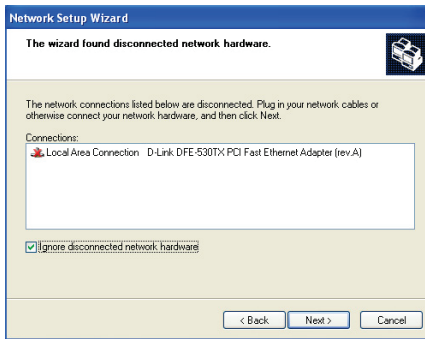 Network Setup Wizard
The wizard found disconnected network hardware.
The network connections listed below are disconnected. Plug in your network cables or
otherwise connect your network hardware, and then click Next.
Connections:
Local Area Connection D-Link DFE-530TX PCI Fast Ethernet Adapter (rev.A)
Ignore disconnected network hardware
< Back Next > Cancel